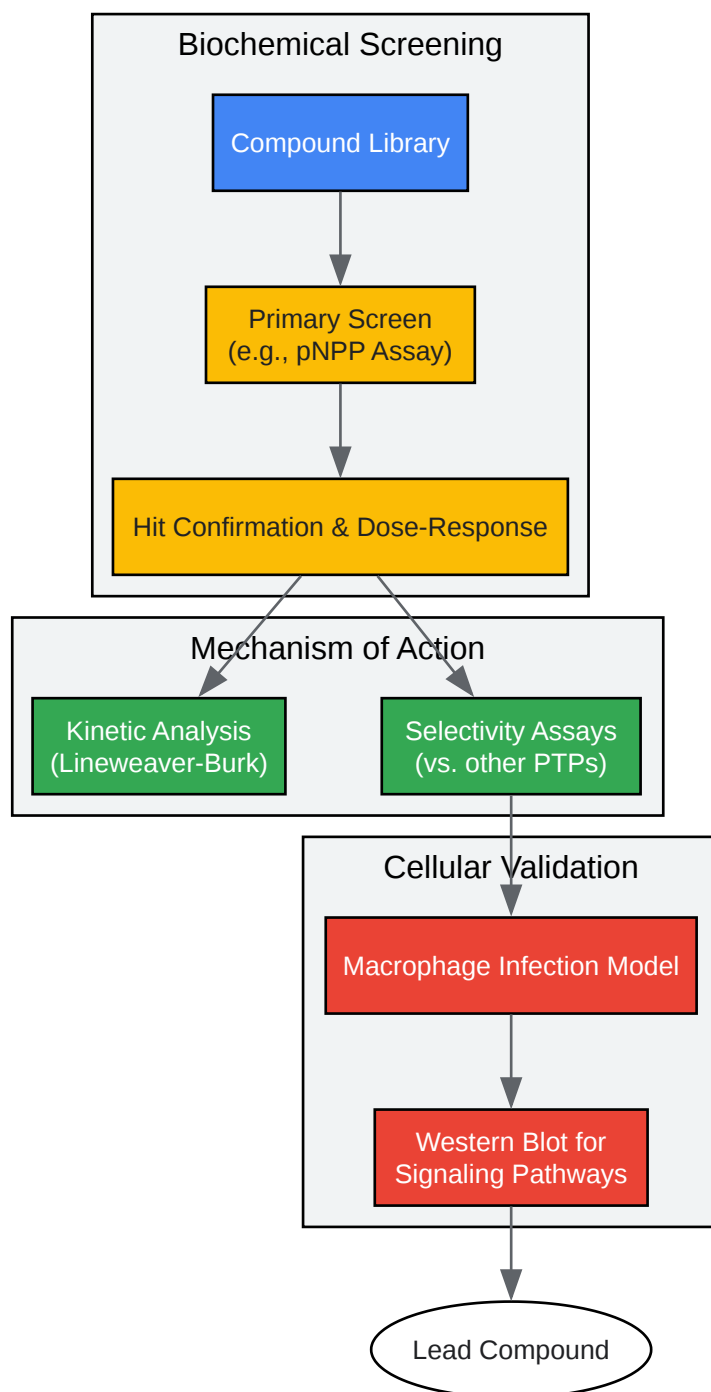 Biochemical Screening
Compound Library
Primary Screen
(e.g., pNPP Assay)
Hit Confirmation & Dose-Response
Mechanism of Action
Kinetic Analysis
(Lineweaver-Burk)
Selectivity Assays
(vs. other PTPs)
Cellular Validation
Macrophage Infection Model
Western Blot for
Signaling Pathways
Lead Compound